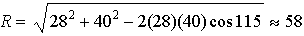 R = √(28² + 40² − 2(28)(40) cos 115) ≈ 58